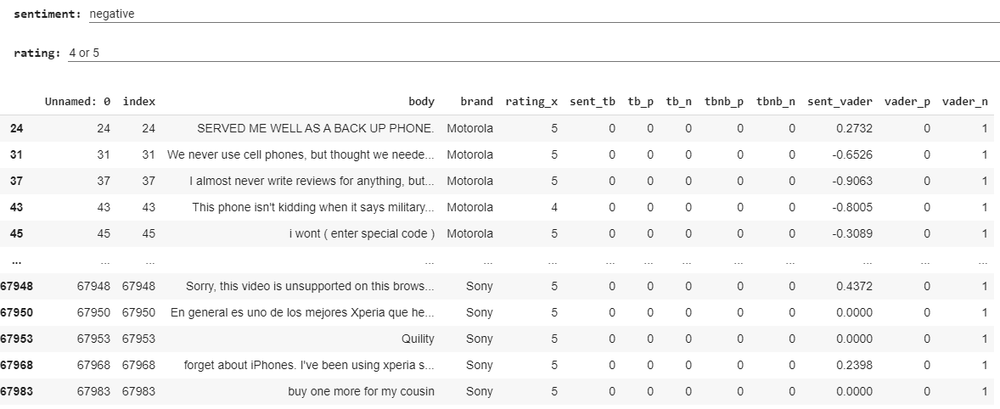 sentiment: negative
rating: 4 or 5
Unnamed: 0 index body brand rating_x sent_tb tb_p tb_n tbnb_p tbnb_n sent_vader vader_p vader_n
24 24 24 SERVED ME WELL AS A BACK UP PHONE. Motorola 5 0 0 0 0 0 0.2732 0 1
31 31 31 We never use cell phones, but thought we neede... Motorola 5 0 0 0 0 0 -0.6526 0 1
37 37 37 I almost never write reviews for anything, but... Motorola 5 0 0 0 0 0 -0.9063 0 1
43 43 43 This phone isn't kidding when it says military... Motorola 4 0 0 0 0 0 -0.8005 0 1
45 45 45 i wont ( enter special code ) Motorola 5 0 0 0 0 0 -0.3089 0 1
... ... ... ... ... ... ... ... ... ... ... ... ... ...
67948 67948 67948 Sorry, this video is unsupported on this brows... Sony 5 0 0 0 0 0 0.4372 0 1
67950 67950 67950 En general es uno de los mejores Xperia que he... Sony 5 0 0 0 0 0 0.0000 0 1
67953 67953 67953 Quility Sony 5 0 0 0 0 0 0.0000 0 1
67968 67968 67968 forget about iPhones. I've been using xperia s... Sony 5 0 0 0 0 0 0.2398 0 1
67983 67983 67983 buy one more for my cousin Sony 5 0 0 0 0 0 0.0000 0 1